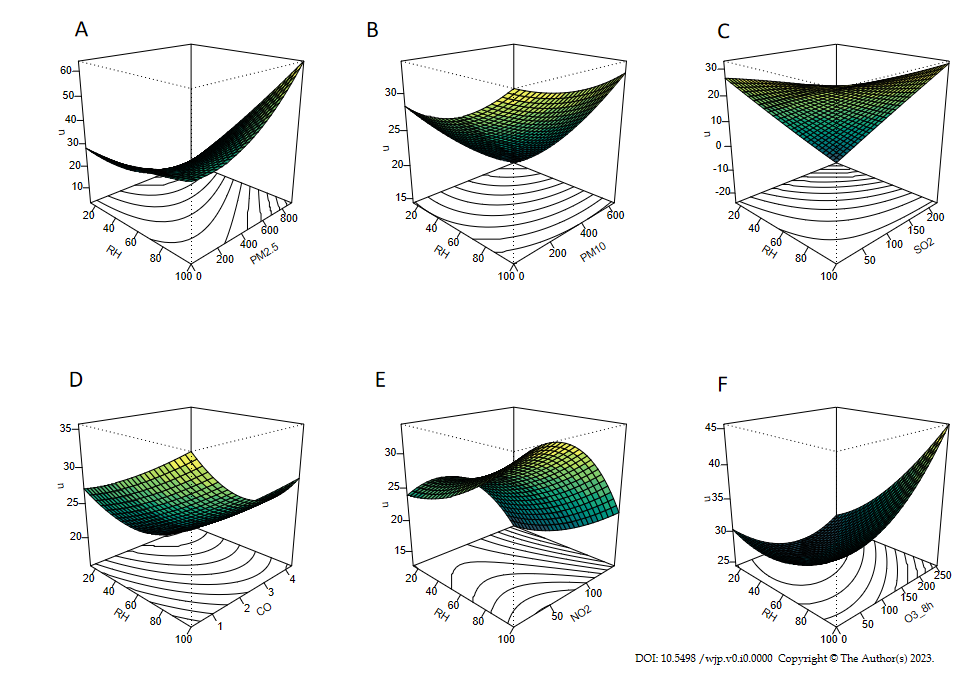 A B C
60 50 40 30 20 10 u
20 40 60 80 100 RH
0 200 400 600 800 PM2.5
30 25 20 15 u
20 40 60 80 100 RH
0 200 400 600 PM10
30 20 10 0 -10 -20 u
20 40 60 80 100 RH
50 100 150 200 SO2
D E F
35 30 25 20 u
20 40 60 80 100 RH
1 2 3 4 CO
30 25 20 15 u
20 40 60 80 100 RH
50 100 NO2
45 40 35 30 25 u
20 40 60 80 100 RH
0 50 100 150 200 250 O3_8h
DOI: 10.5498 /wjp.v0.i0.0000 Copyright © The Author(s) 2023.